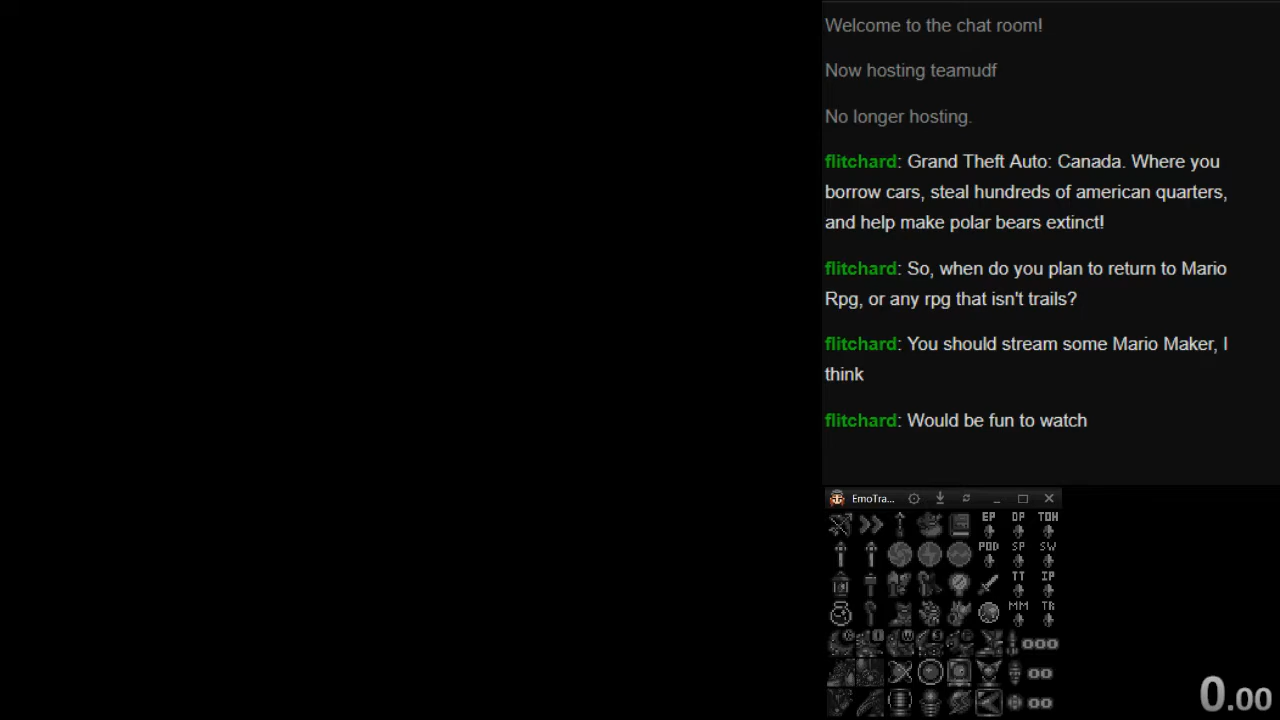 Welcome to the chat room!
Now hosting teamudf
No longer hosting.
flitchard: Grand Theft Auto: Canada. Where you
borrow cars, steal hundreds of american quarters,
and help make polar bears extinct!
flitchard: So, when do you plan to return to Mario
Rpg, or any rpg that isn't trails?
flitchard: You should stream some Mario Maker, I
think
flitchard: Would be fun to watch
EmoTra...
EP DP TOH
POD SP SW
TT IP
MM TR
000
00
00
0.00